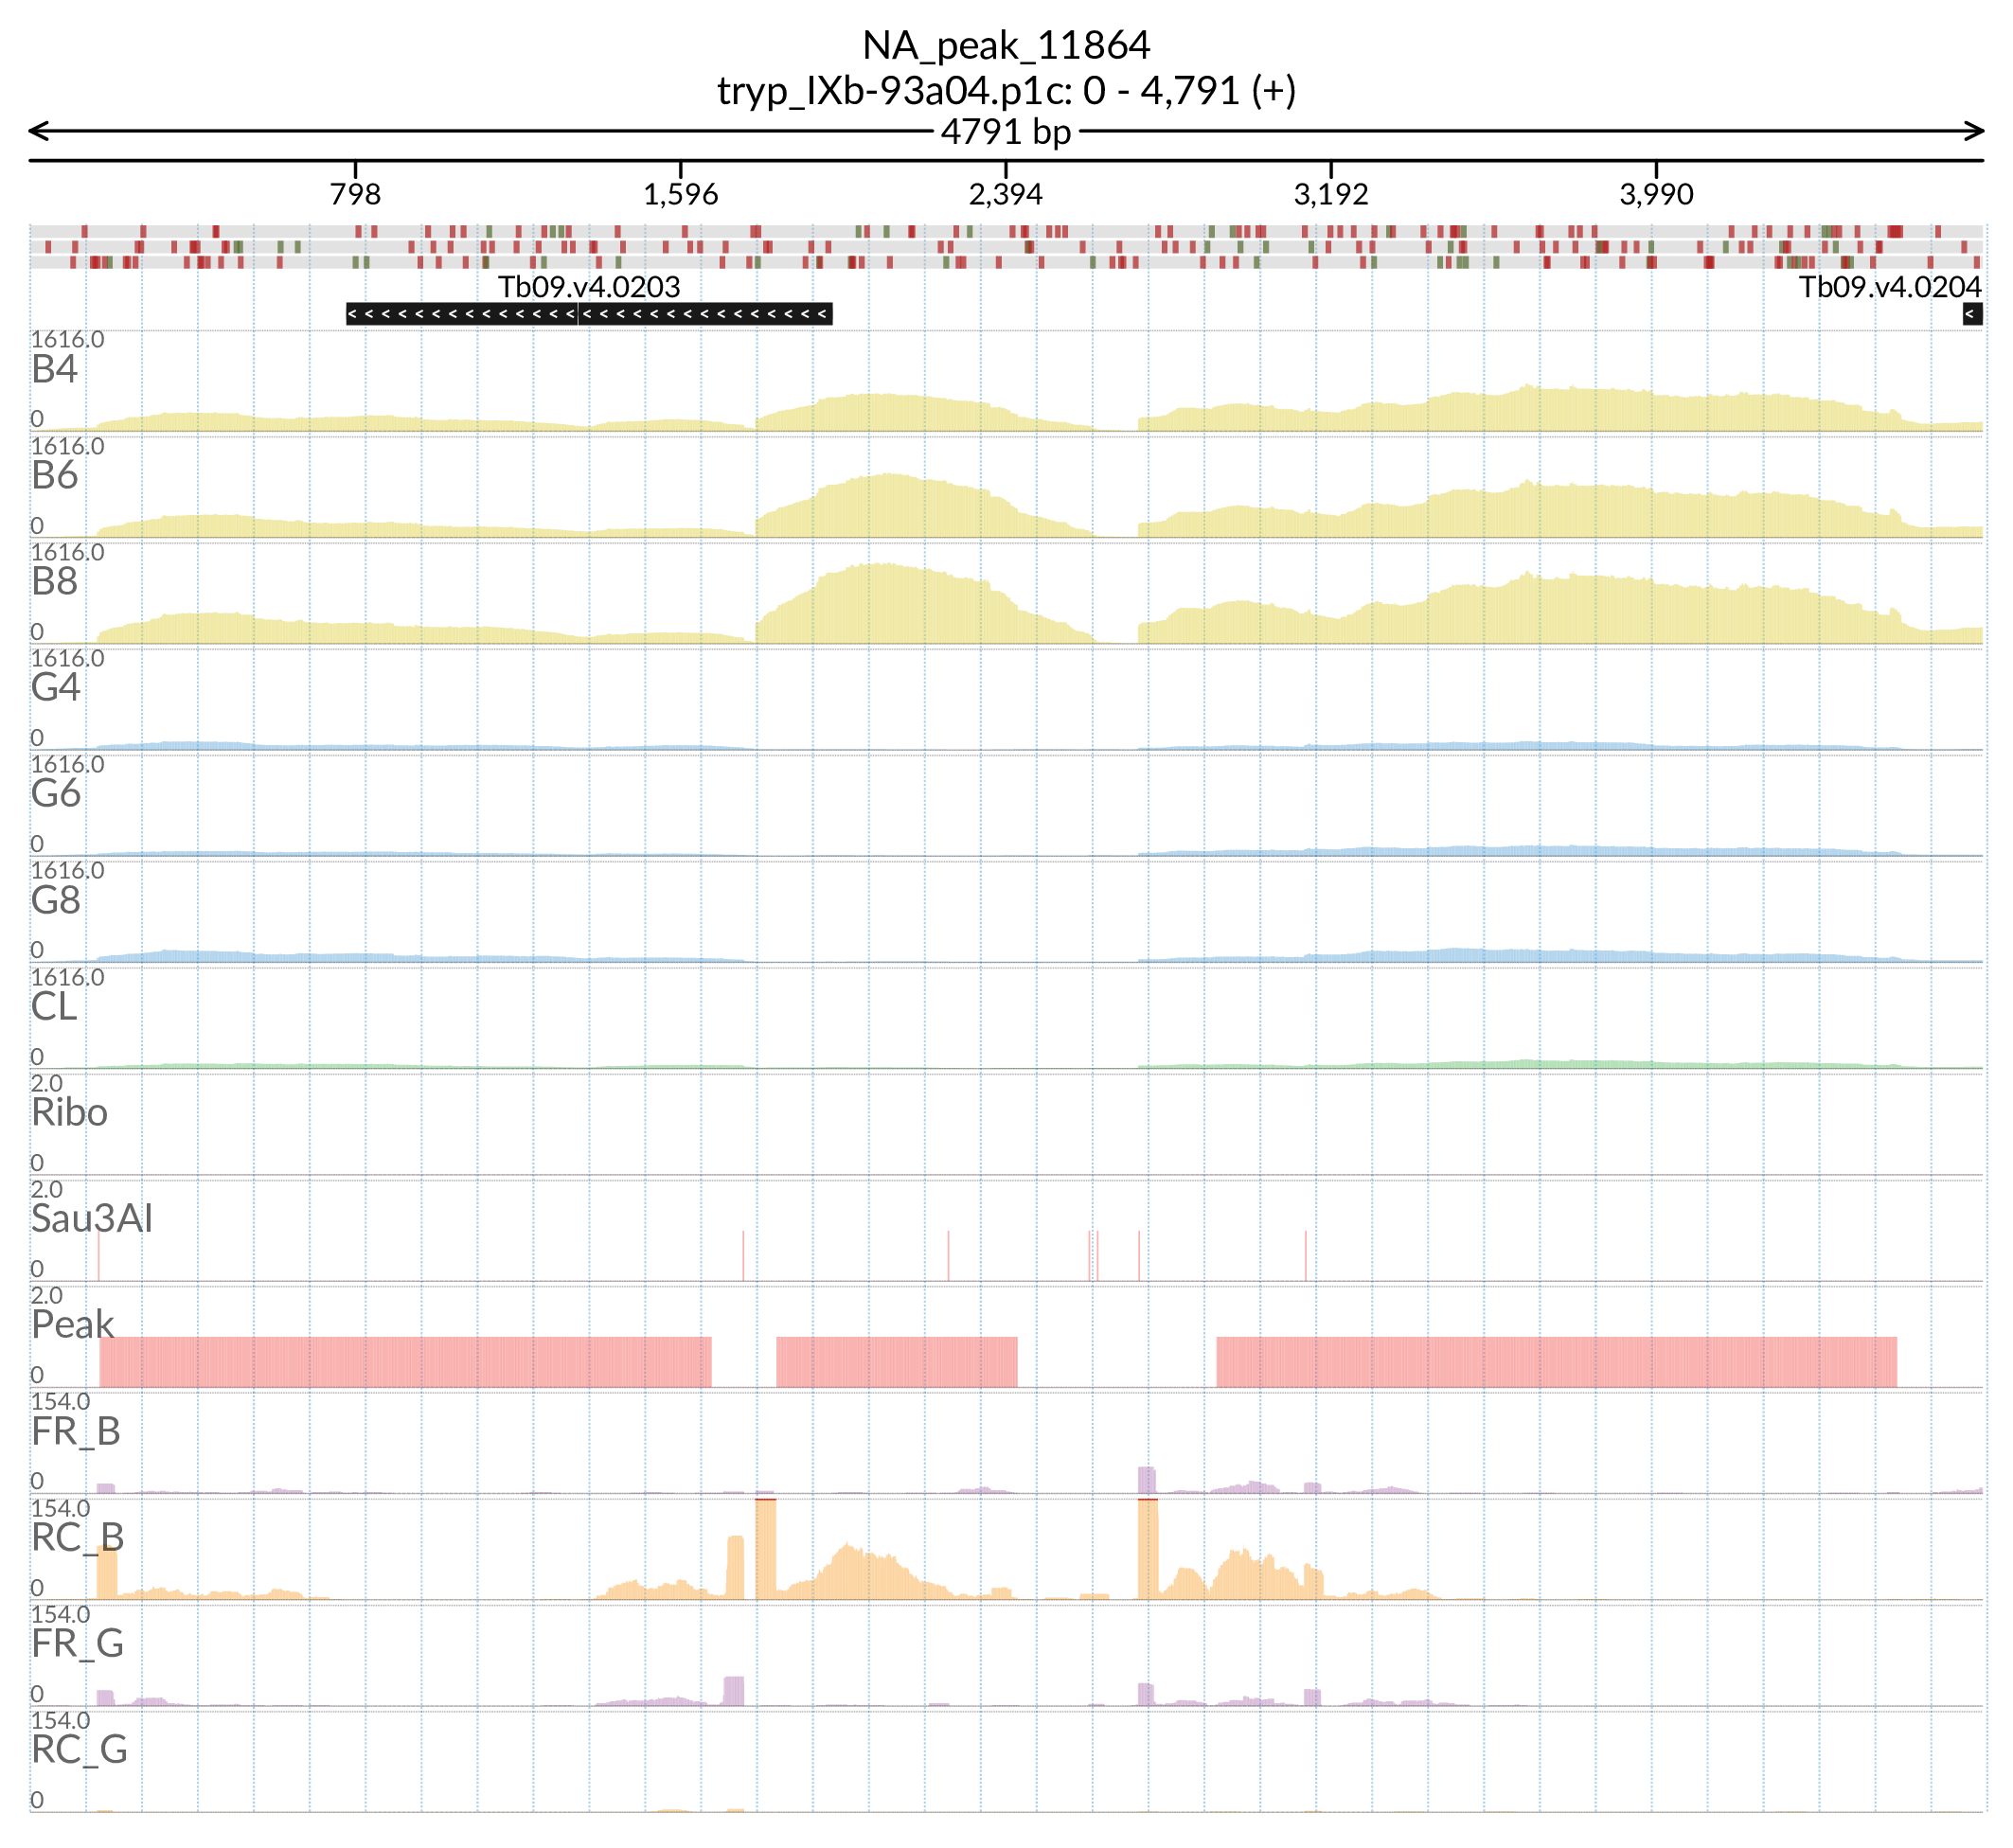 NA_peak_11864
tryp_IXb-93a04.p1c: 0 - 4,791 (+)
4791 bp
798 1,596 2,394 3,192 3,990
Tb09.v4.0203 Tb09.v4.0204
1616.0
B4
0
1616.0
B6
0
1616.0
B8
0
1616.0
G4
0
1616.0
G6
0
1616.0
G8
0
1616.0
CL
0
2.0
Ribo
0
2.0
Sau3AI
0
2.0
Peak
0
154.0
FR_B
0
154.0
RC_B
0
154.0
FR_G
0
154.0
RC_G
0